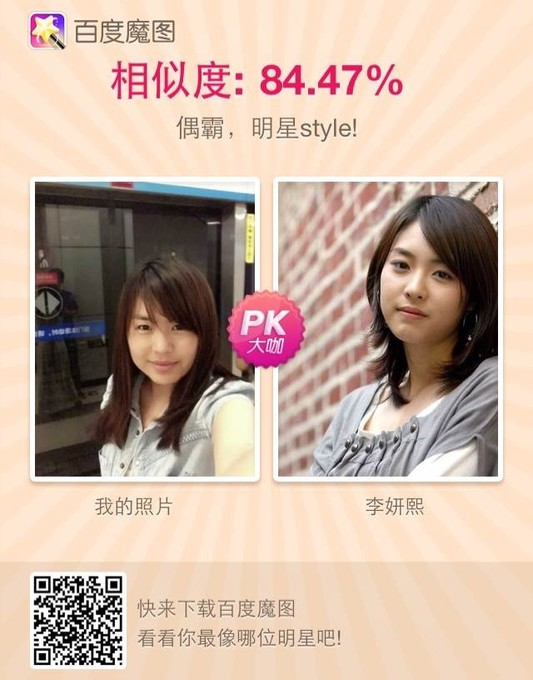 百度魔图
相似度: 84.47%
偶霸，明星style!
PK
大咖
我的照片
李妍熙
快来下载百度魔图
看看你最像哪位明星吧!